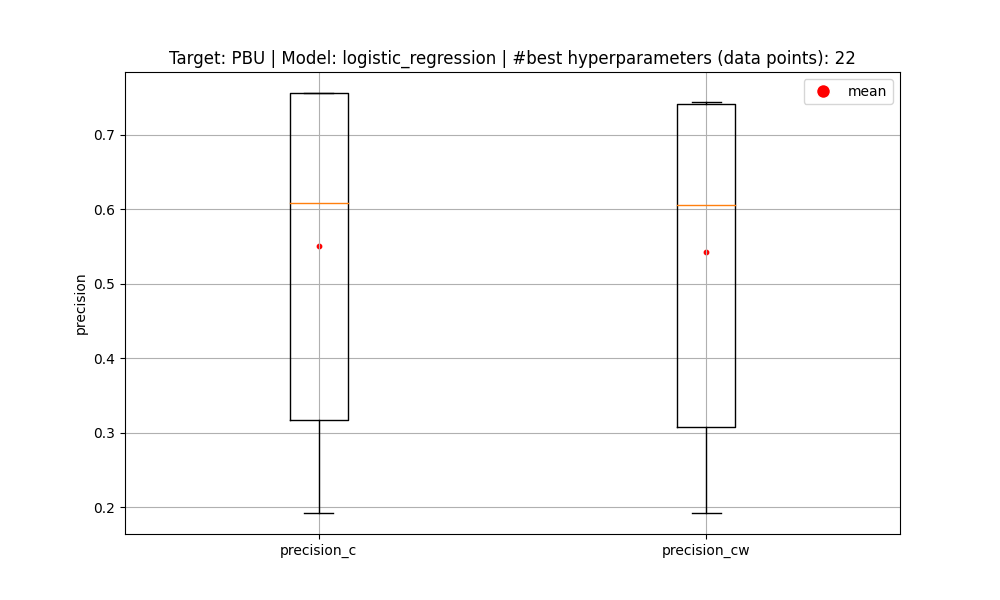 Target: PBU | Model: logistic_regression | #best hyperparameters (data points): 22
mean
precision
0.7
0.6
0.5
0.4
0.3
0.2
precision_c
precision_cw